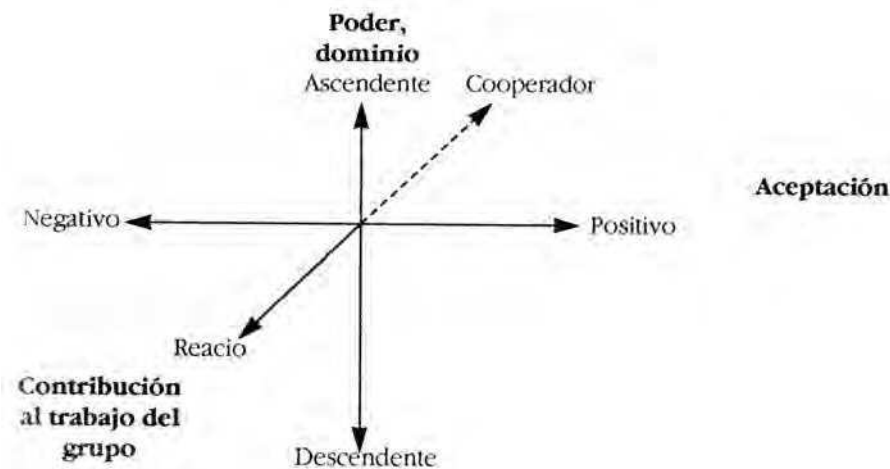 Poder,
dominio
Ascendente
Cooperador
Aceptación
Negativo
Positivo
Reacio
Contribución
al trabajo del
grupo
Descendente